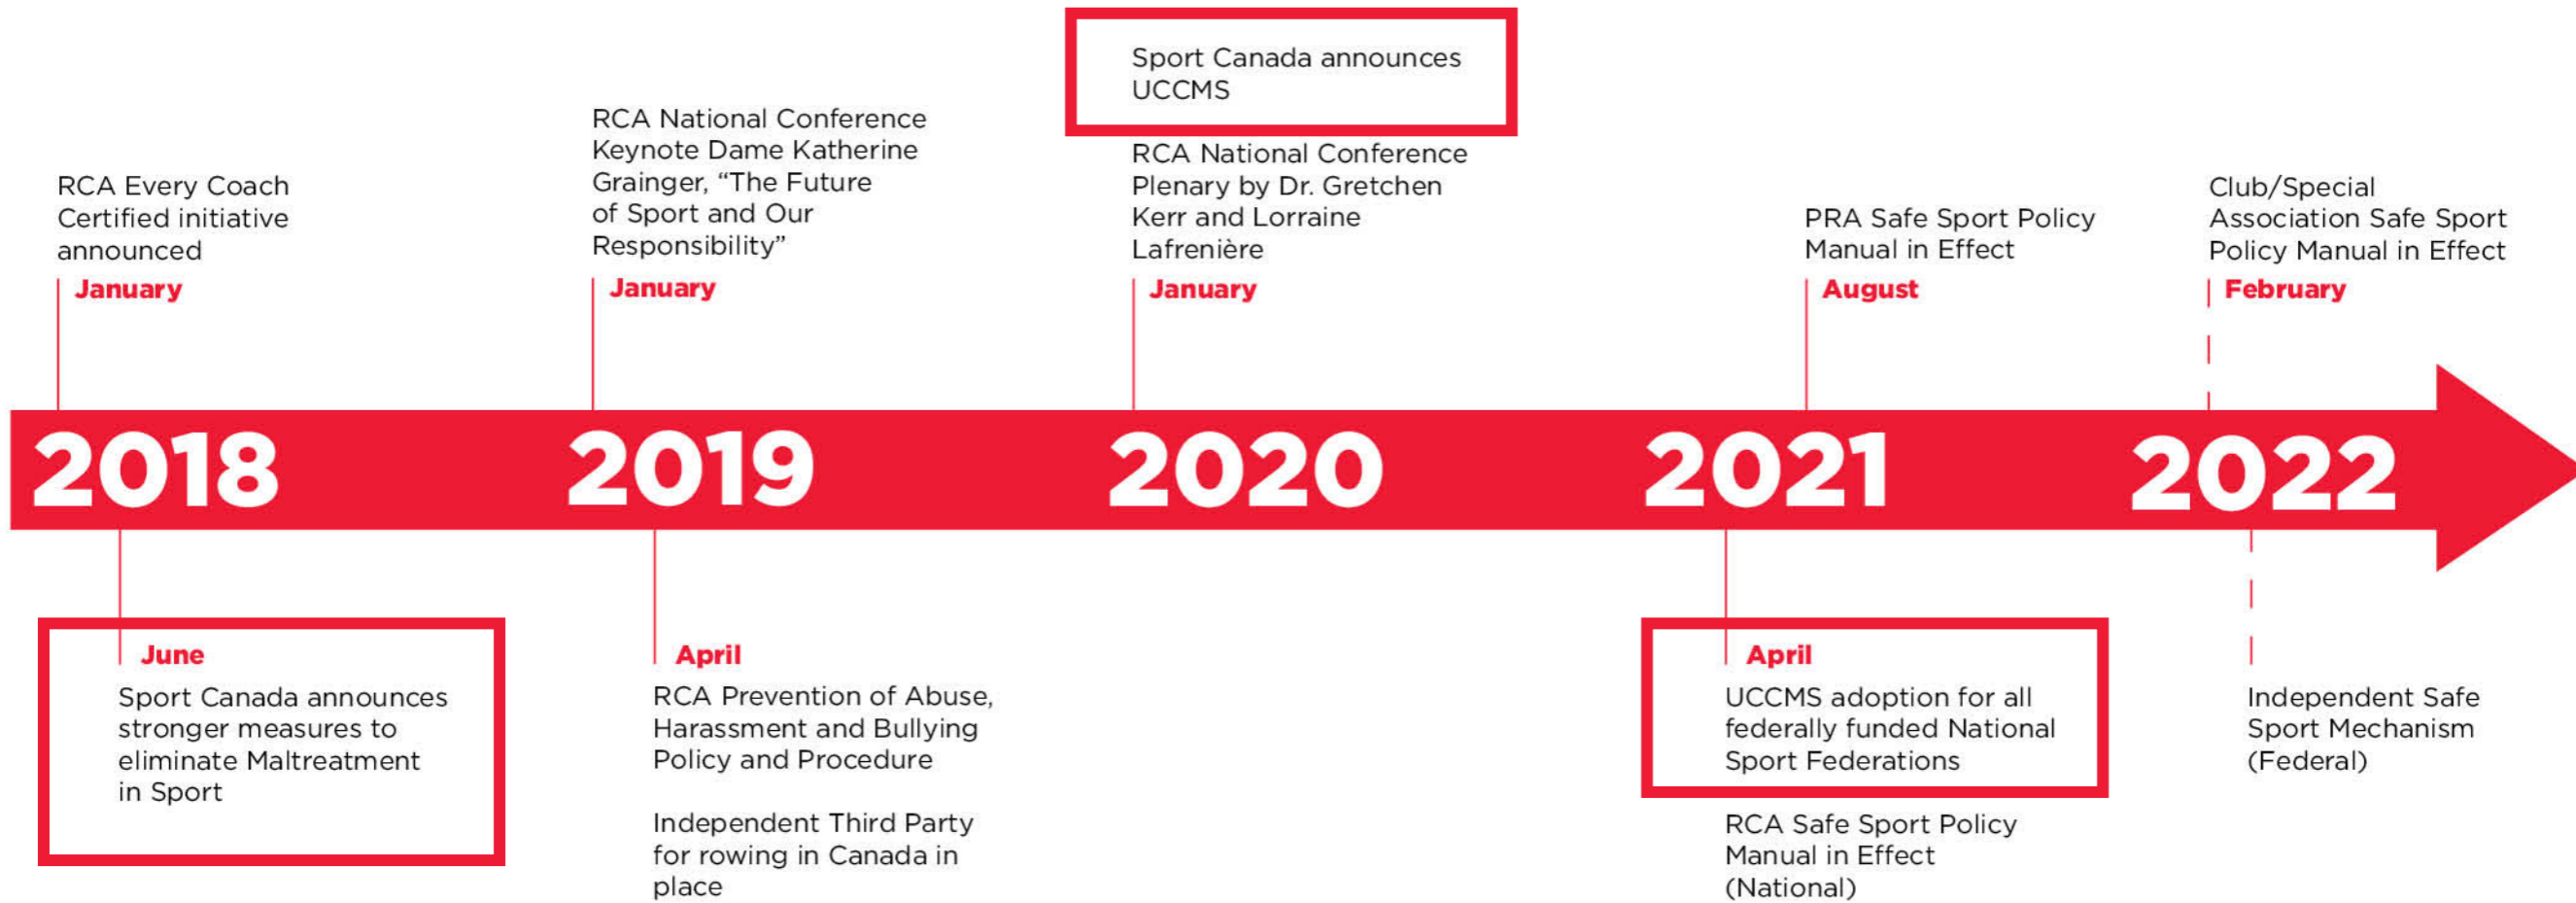 RCA Every Coach
Certified initiative
announced
January
RCA National Conference
Keynote Dame Katherine
Grainger, “The Future
of Sport and Our
Responsibility”
January
Sport Canada announces
UCCMS
RCA National Conference
Plenary by Dr. Gretchen
Kerr and Lorraine
Lafrenière
January
PRA Safe Sport Policy
Manual in Effect
August
Club/Special
Association Safe Sport
Policy Manual in Effect
February
2018
2019
2020
2021
2022
June
Sport Canada announces
stronger measures to
eliminate Maltreatment
in Sport
April
RCA Prevention of Abuse,
Harassment and Bullying
Policy and Procedure
Independent Third Party
for rowing in Canada in
place
April
UCCMS adoption for all
federally funded National
Sport Federations
RCA Safe Sport Policy
Manual in Effect
(National)
Independent Safe
Sport Mechanism
(Federal)